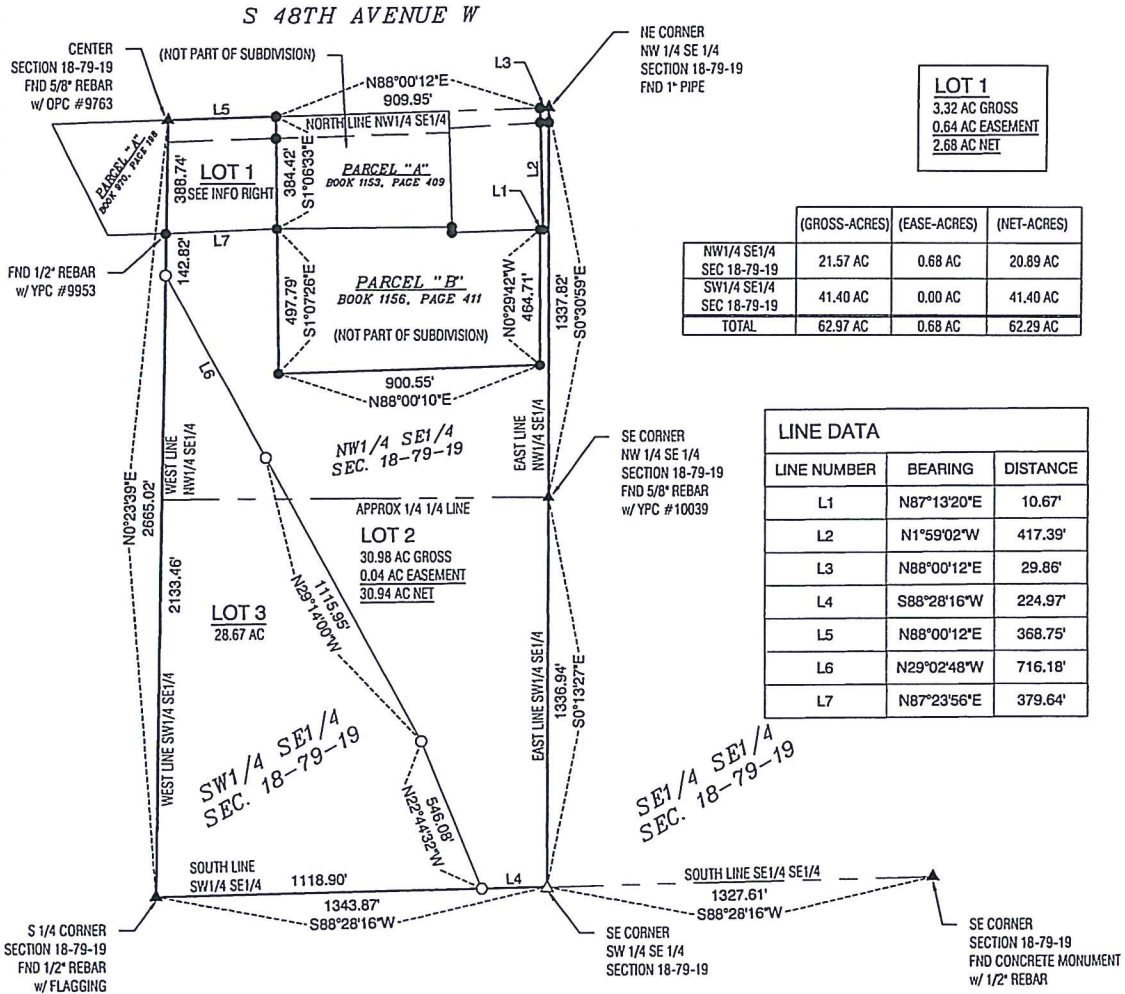 S 48TH AVENUE W
CENTER
SECTION 18-79-19
FND 5/8" REBAR
w/ OPC #9763
(NOT PART OF SUBDIVISION)
N88°00'12"E
909.95'
L3
NE CORNER
NW 1/4 SE 1/4
SECTION 18-79-19
FND 1" PIPE
LOT 1
3.32 AC GROSS
0.64 AC EASEMENT
2.68 AC NET
L5
NORTH LINE NW1/4 SE1/4
PARCEL "A"
BOOK 970, PAGE 198
388.74'
LOT 1
SEE INFO RIGHT
384.42'
S1°06'33"E
PARCEL "A"
BOOK 1153, PAGE 409
L2
L1
L7
FND 1/2" REBAR
w/ YPC #9953
142.82'
497.79'
S1°07'26"E
PARCEL "B"
BOOK 1156, PAGE 411
(NOT PART OF SUBDIVISION)
N0°29'42"W
464.71'
1337.82'
S0°30'59"E
(GROSS-ACRES) (EASE-ACRES) (NET-ACRES)
NW1/4 SE1/4
SEC 18-79-19 21.57 AC 0.68 AC 20.89 AC
SW1/4 SE1/4
SEC 18-79-19 41.40 AC 0.00 AC 41.40 AC
TOTAL 62.97 AC 0.68 AC 62.29 AC
L6
900.55'
N88°00'10"E
WEST LINE
NW1/4 SE1/4
NW1/4 SE1/4
SEC. 18-79-19
EAST LINE
NW1/4 SE1/4
SE CORNER
NW 1/4 SE 1/4
SECTION 18-79-19
FND 5/8" REBAR
w/ YPC #10039
N0°23'39"E
2665.02'
APPROX 1/4 1/4 LINE
LOT 2
30.98 AC GROSS
0.04 AC EASEMENT
30.94 AC NET
LINE DATA
LINE NUMBER BEARING DISTANCE
L1 N87°13'20"E 10.67'
L2 N1°59'02"W 417.39'
L3 N88°00'12"E 29.86'
L4 S88°28'16"W 224.97'
L5 N88°00'12"E 368.75'
L6 N29°02'48"W 716.18'
L7 N87°23'56"E 379.64'
2133.46'
LOT 3
28.67 AC
1115.95'
N29°14'00"W
WEST LINE SW1/4 SE1/4
EAST LINE SW1/4 SE1/4
1336.94'
S0°13'27"E
SW1/4 SE1/4
SEC. 18-79-19
SE1/4 SE1/4
SEC. 18-79-19
546.08'
N22°44'32"W
SOUTH LINE
SW1/4 SE1/4
1118.90'
L4
1343.87'
S88°28'16"W
SOUTH LINE SE1/4 SE1/4
1327.61'
S88°28'16"W
S 1/4 CORNER
SECTION 18-79-19
FND 1/2" REBAR
w/ FLAGGING
SE CORNER
SW 1/4 SE 1/4
SECTION 18-79-19
SE CORNER
SECTION 18-79-19
FND CONCRETE MONUMENT
w/ 1/2" REBAR